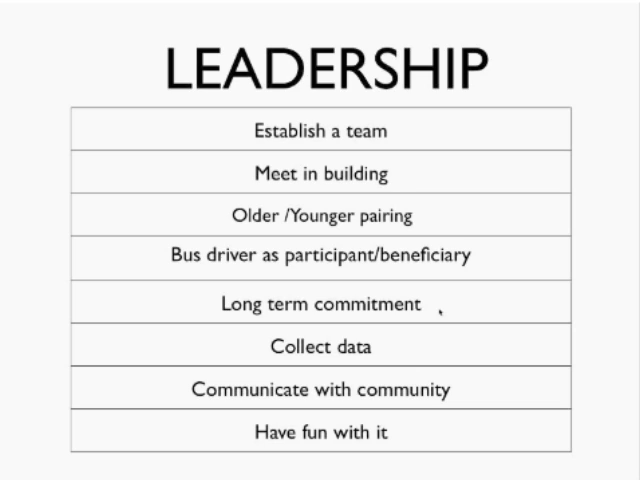 LEADERSHIP
Establish a team
Meet in building
Older /Younger pairing
Bus driver as participant/beneficiary
Long term commitment
Collect data
Communicate with community
Have fun with it